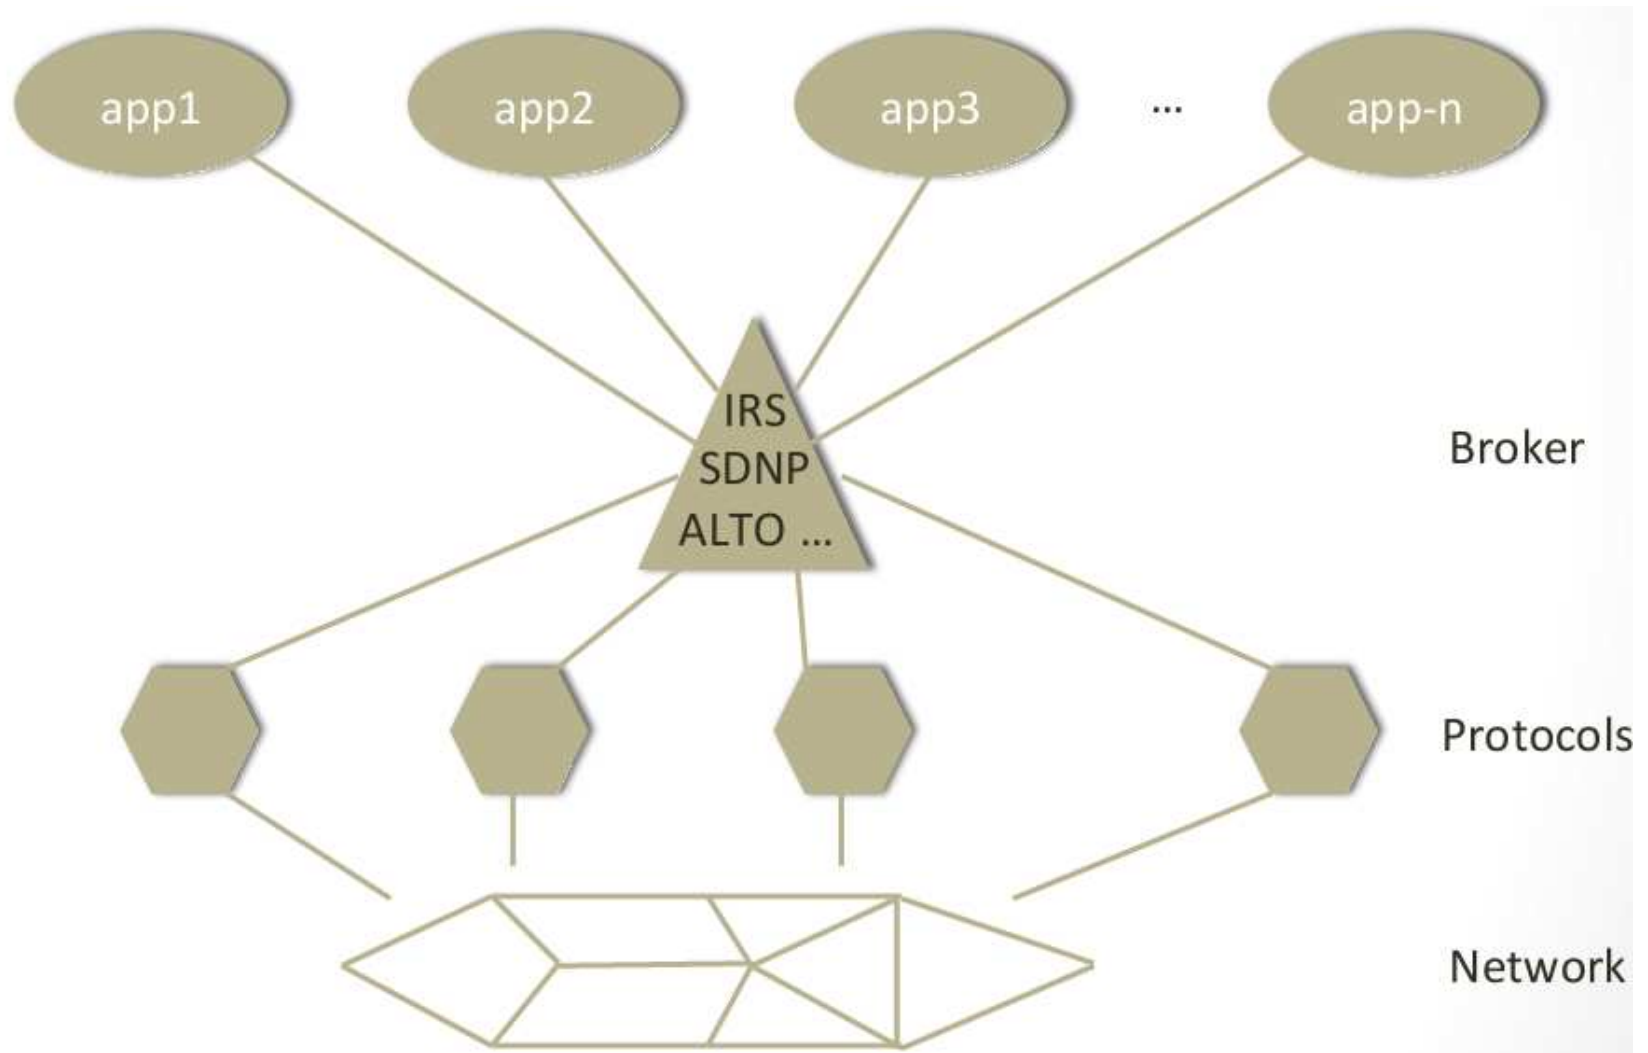 app1
app2
app3
...
app-n
IRS
SDNP
ALTO ...
Broker
Protocols
Network